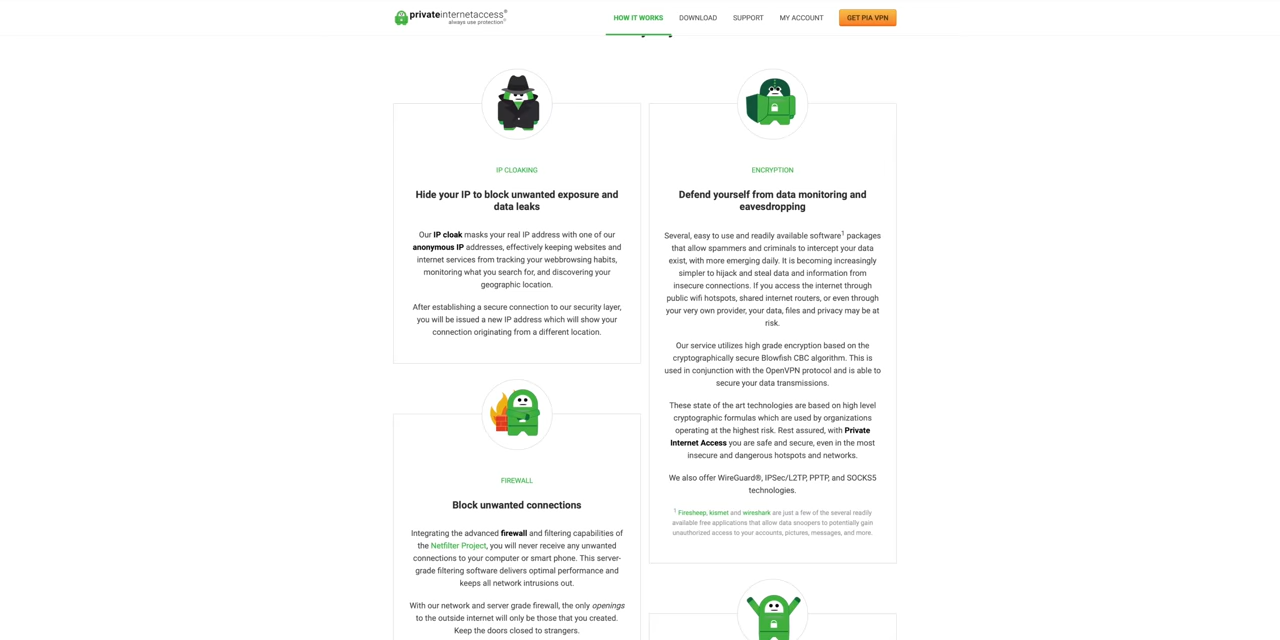 privateinternetaccess®
always use protection®
HOW IT WORKS
DOWNLOAD
SUPPORT
MY ACCOUNT
GET PIA VPN
IP CLOAKING
Hide your IP to block unwanted exposure and
data leaks
Our IP cloak masks your real IP address with one of our
anonymous IP addresses, effectively keeping websites and
internet services from tracking your webbrowsing habits,
monitoring what you search for, and discovering your
geographic location.
After establishing a secure connection to our security layer,
you will be issued a new IP address which will show your
connection originating from a different location.
FIREWALL
Block unwanted connections
Integrating the advanced firewall and filtering capabilities of
the Netfilter Project, you will never receive any unwanted
connections to your computer or smart phone. This server-
grade filtering software delivers optimal performance and
keeps all network intrusions out.
With our network and server grade firewall, the only openings
to the outside internet will only be those that you created.
Keep the doors closed to strangers.
ENCRYPTION
Defend yourself from data monitoring and
eavesdropping
Several, easy to use and readily available software1 packages
that allow spammers and criminals to intercept your data
exist, with more emerging daily. It is becoming increasingly
simpler to hijack and steal data and information from
insecure connections. If you access the internet through
public wifi hotspots, shared internet routers, or even through
your very own provider, your data, files and privacy may be at
risk.
Our service utilizes high grade encryption based on the
cryptographically secure Blowfish CBC algorithm. This is
used in conjunction with the OpenVPN protocol and is able to
secure your data transmissions.
These state of the art technologies are based on high level
cryptographic formulas which are used by organizations
operating at the highest risk. Rest assured, with Private
Internet Access you are safe and secure, even in the most
insecure and dangerous hotspots and networks.
We also offer WireGuard®, IPSec/L2TP, PPTP, and SOCKS5
technologies.
1 Firesheep, kismet and wireshark are just a few of the several readily
available free applications that allow data snoopers to potentially gain
unauthorized access to your accounts, pictures, messages, and more.